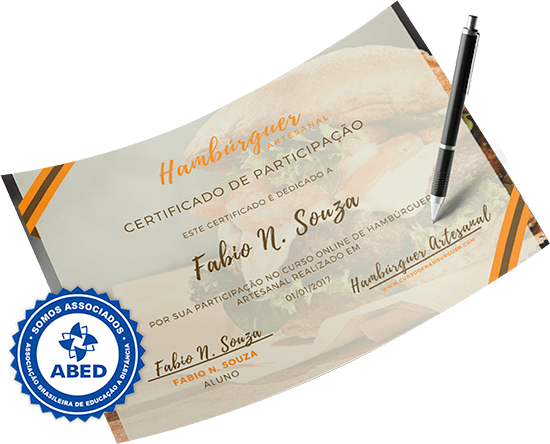 Hambúrguer
ARTESANAL
CERTIFICADO DE PARTICIPAÇÃO
ESTE CERTIFICADO É DEDICADO A
Fabio N. Souza
POR SUA PARTICIPAÇÃO NO CURSO ONLINE DE HAMBÚRGUER
ARTESANAL REALIZADO EM
01/01/2017
Fabio N. Souza
FABIO N. SOUZA
ALUNO
Hambúrguer Artesanal
WWW.CURSODEHAMBURGUER.COM
SOMOS ASSOCIADOS
ABED
ASSOCIAÇÃO BRASILEIRA DE EDUCAÇÃO A DISTÂNCIA